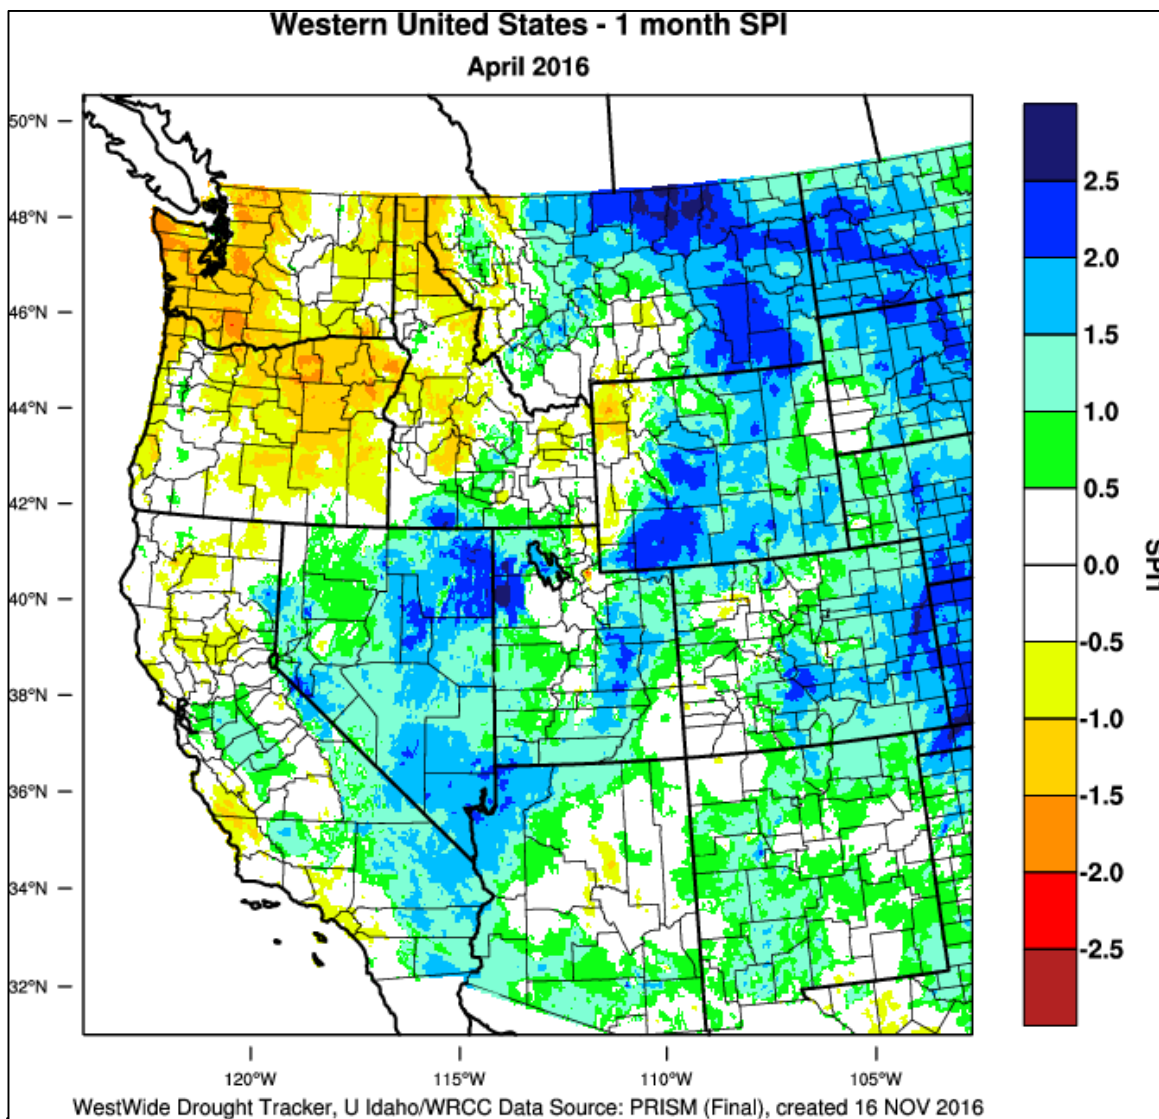 Western United States - 1 month SPI
April 2016
50°N
48°N
46°N
44°N
42°N
40°N
38°N
36°N
34°N
32°N
120°W
115°W
110°W
105°W
2.5
2.0
1.5
1.0
0.5
0.0
-0.5
-1.0
-1.5
-2.0
-2.5
SPI
WestWide Drought Tracker, U Idaho/WRCC Data Source: PRISM (Final), created 16 NOV 2016